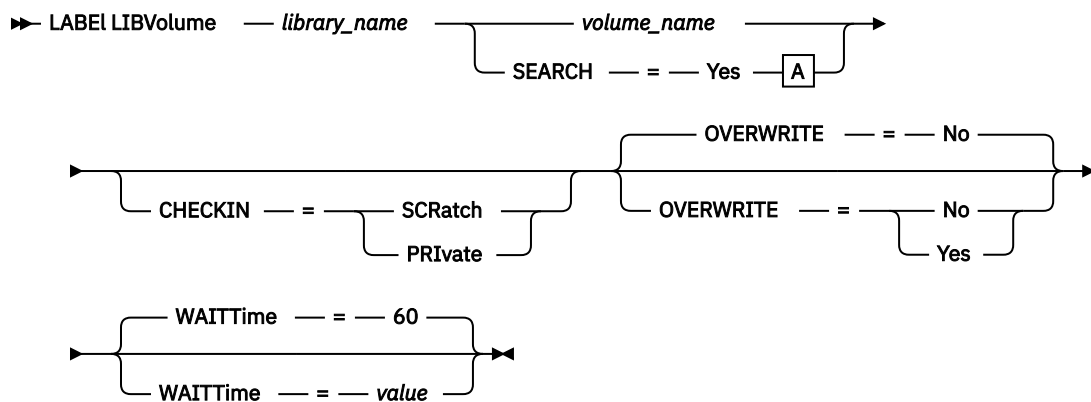 LABEl LIBVolume library_name volume_name
SEARCH = Yes A
OVERWRITE = No
CHECKIN = SCRatch OVERWRITE = No
PRIvate Yes
WAITTime = 60
WAITTime = value